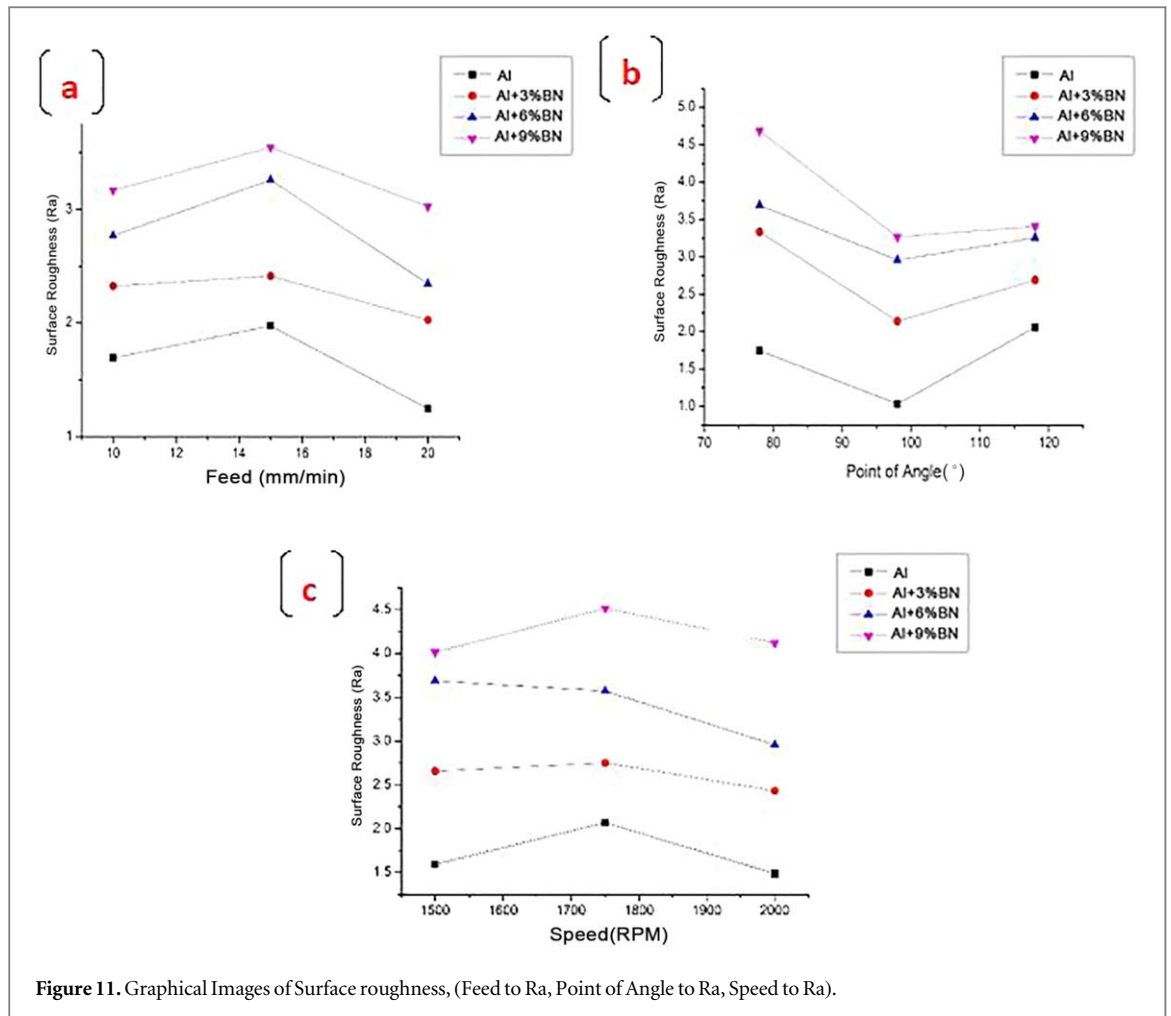 a
Al
Al+3%BN
Al+6%BN
Al+9%BN
Surface Roughness (Ra)
3
2
1
10 12 14 16 18 20
Feed (mm/min)
b
Al
Al+3%BN
Al+6%BN
Al+9%BN
Surface Roughness (Ra)
5.0
4.5
4.0
3.5
3.0
2.5
2.0
1.5
1.0
70 80 90 100 110 120
Point of Angle(°)
c
Al
Al+3%BN
Al+6%BN
Al+9%BN
Surface Roughness (Ra)
4.5
4.0
3.5
3.0
2.5
2.0
1.5
1500 1600 1700 1800 1900 2000
Speed(RPM)
Figure 11. Graphical Images of Surface roughness, (Feed to Ra, Point of Angle to Ra, Speed to Ra).